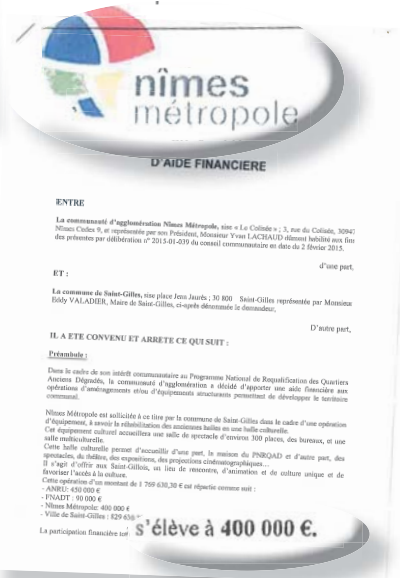 nîmes
métropole
D'AIDE FINANCIERE
ENTRE
La communauté d'agglomération Nîmes Métropole, sise « Le Colisée » ; 3, rue du Colisée, 30947
Nîmes Cedex 9, et représentée par son Président, Monsieur Yvan LACHAUD dûment habilité aux fins
des présentes par délibération n° 2015-01-039 du conseil communautaire en date du 2 février 2015.
d'une part,
ET :
La commune de Saint-Gilles, sise place Jean Jaurès ; 30 800 Saint-Gilles représentée par Monsieur
Eddy VALADIER, Maire de Saint-Gilles, ci-après dénommée le demandeur,
D'autre part,
IL A ETE CONVENU ET ARRETE CE QUI SUIT :
Préambule :
Dans le cadre de son intérêt communautaire au Programme National de Requalification des Quartiers
Anciens Dégradés, la communauté d'agglomération a décidé d'apporter une aide financière aux
opérations d'aménagements et/ou d'équipements structurants permettant de développer le territoire
communal.
Nîmes Métropole est sollicitée à ce titre par la commune de Saint-Gilles dans le cadre d'une opération
d'équipement, à savoir la réhabilitation des anciennes halles en une halle culturelle.
Cet équipement culturel accueillera une salle de spectacle d'environ 300 places, des bureaux, et une
salle multiculturelle.
Cette halle culturelle permet d'accueillir d'une part, la maison du PNRQAD et d'autre part, des
spectacles, du théâtre, des expositions, des projections cinématographiques...
Il s'agit d'offrir aux Saint-Gillois, un lieu de rencontre, d'animation et de culture unique et de
favoriser l'accès à la culture.
Cette opération d'un montant de 1 769 630,30 € est répartie comme suit :
- ANRU: 450 000 €
- FNADT : 90 000 €
- Nîmes Métropole: 400 000 €
- Ville de Saint-Gilles : 829 630
La participation financière
s'élève à 400 000 €.